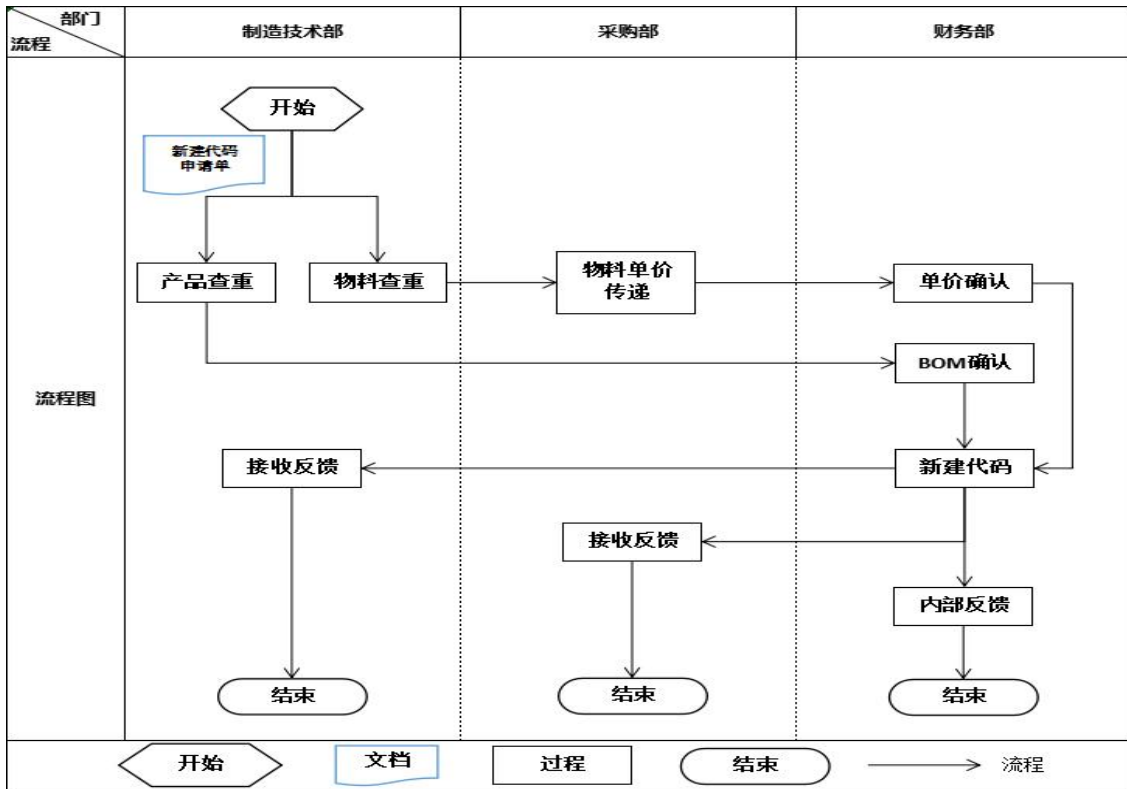 部门
流程
制造技术部
采购部
财务部
开始
新建代码
申请单
产品查重
物料查重
物料单价
传递
单价确认
BOM确认
流程图
接收反馈
新建代码
接收反馈
内部反馈
结束
结束
结束
开始
文档
过程
结束
流程